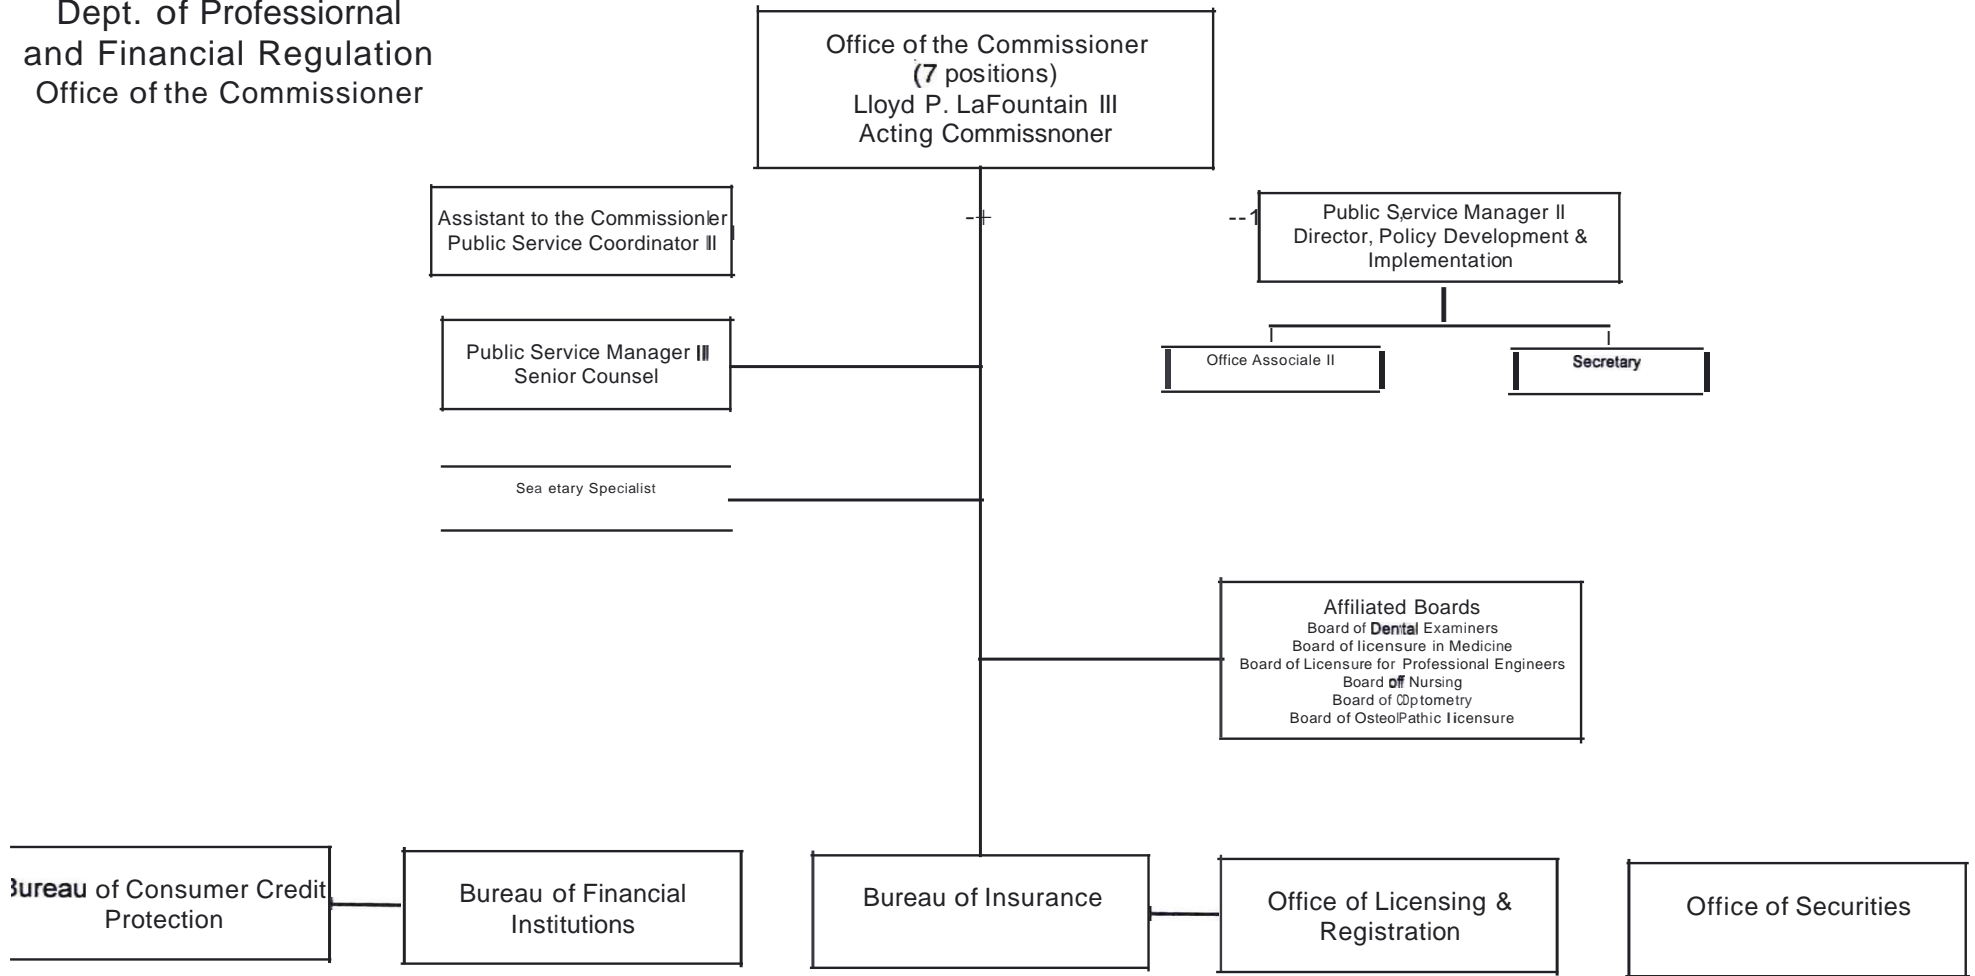 Dept. of Professiornal
and Financial Regulation
Office of the Commissioner
Office of the Commissioner
(7 positions)
Lloyd P. LaFountain III
Acting Commissnoner
Assistant to the Commissionler
Public Service Coordinator II
Public Service Manager II
Director, Policy Development &
Implementation
Public Service Manager III
Senior Counsel
Office Associale II
Secretary
Sea etary Specialist
Affiliated Boards
Board of Dental Examiners
Board of licensure in Medicine
Board of Licensure for Professional Engineers
Board off Nursing
Board of Optometry
Board of OsteolPathic licensure
Bureau of Consumer Credit
Protection
Bureau of Financial
Institutions
Bureau of Insurance
Office of Licensing &
Registration
Office of Securities